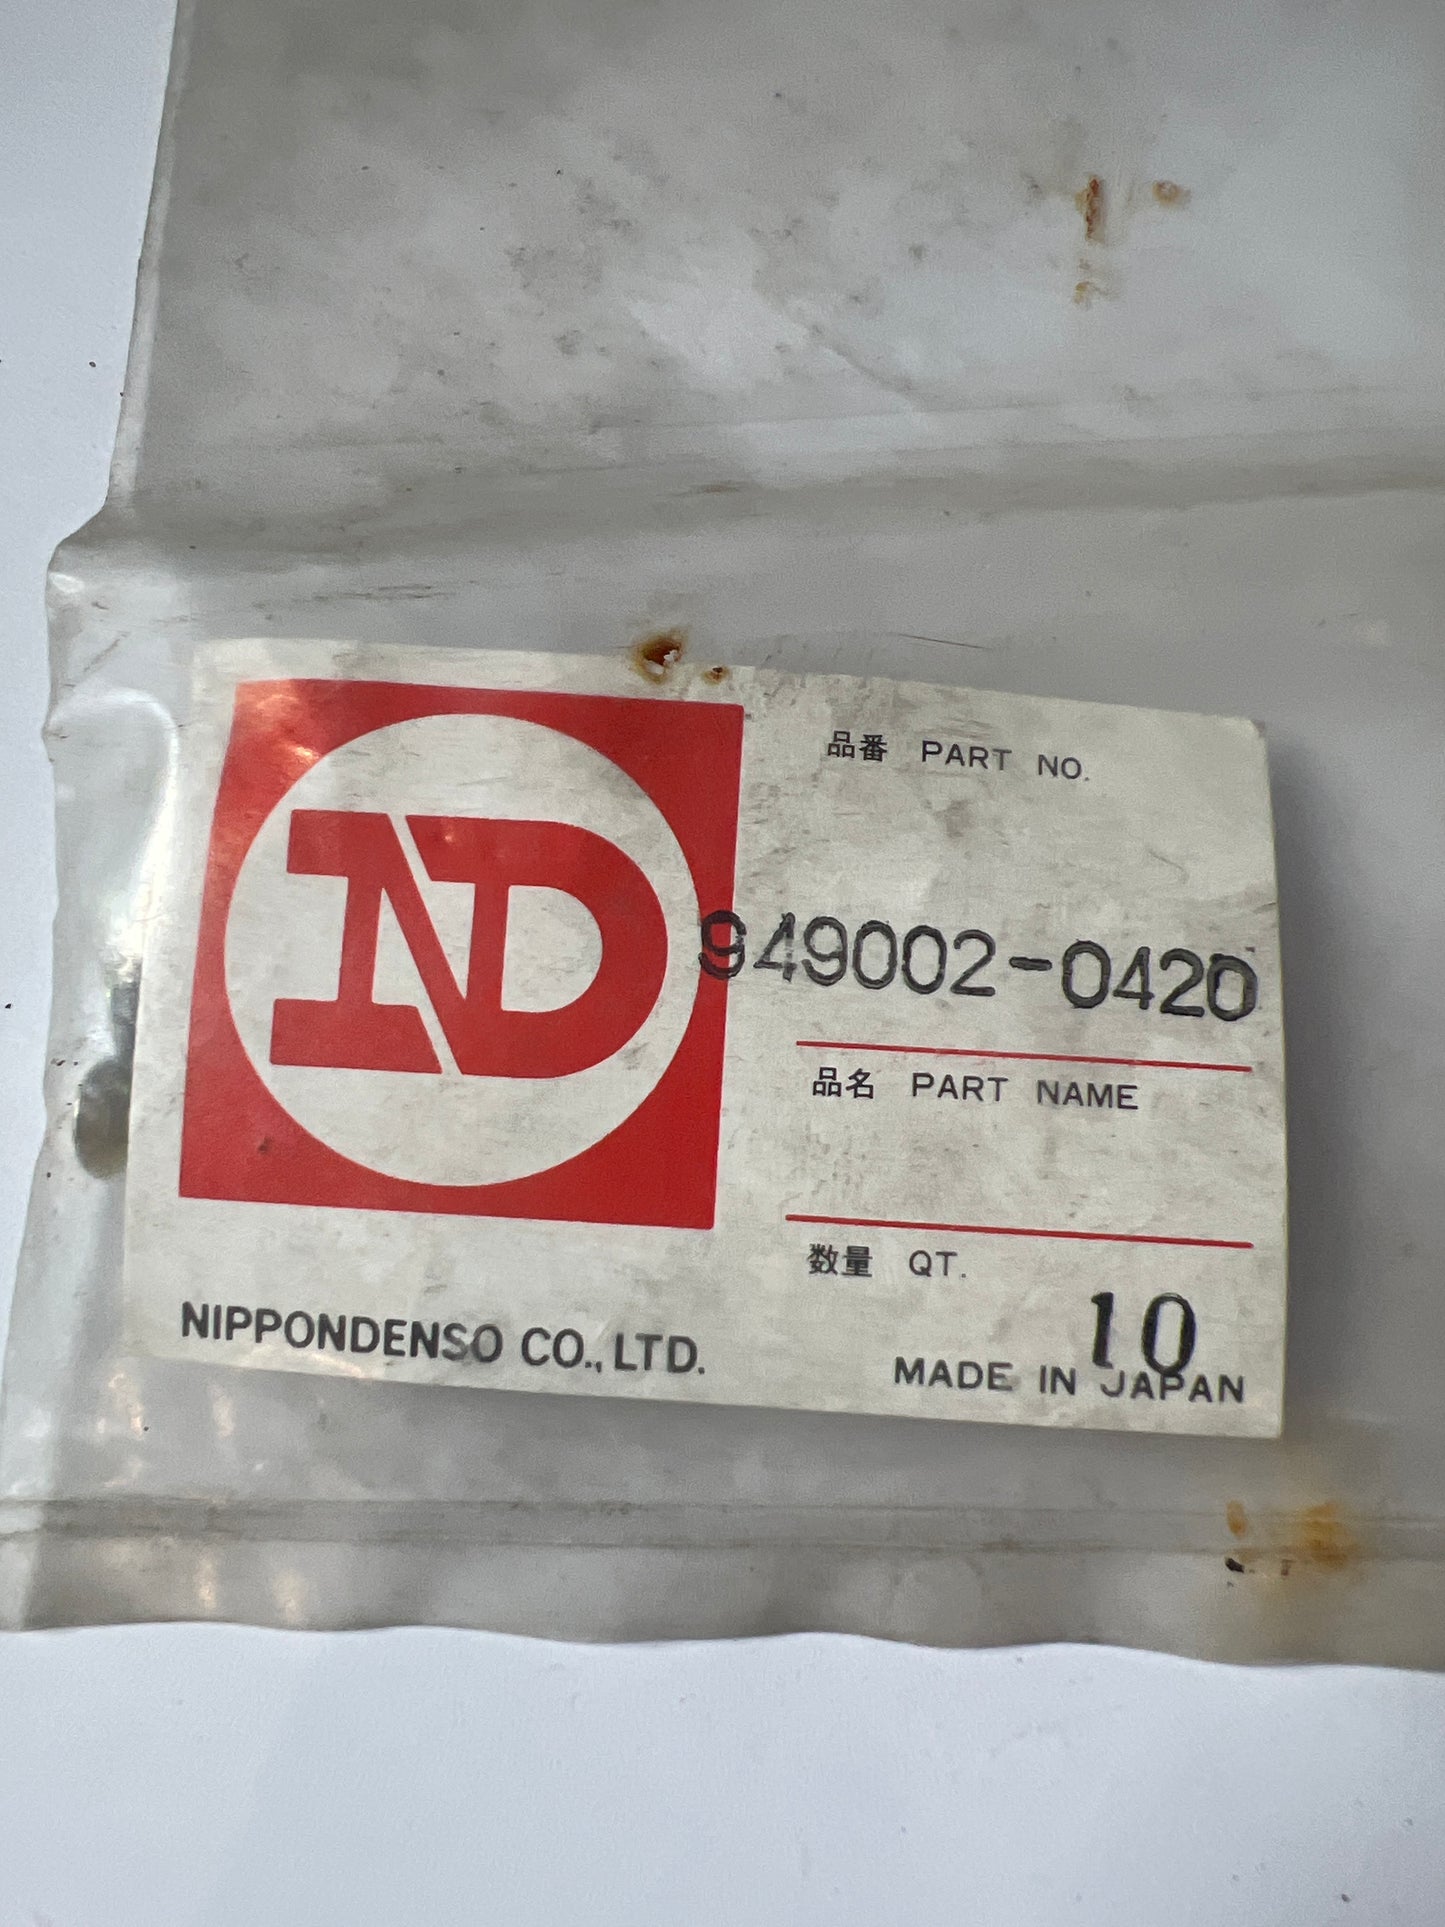 ND
品番 PART NO.
949002-0420
品名 PART NAME
数量 QT.
10
NIPPONDENSO CO., LTD.
MADE IN JAPAN